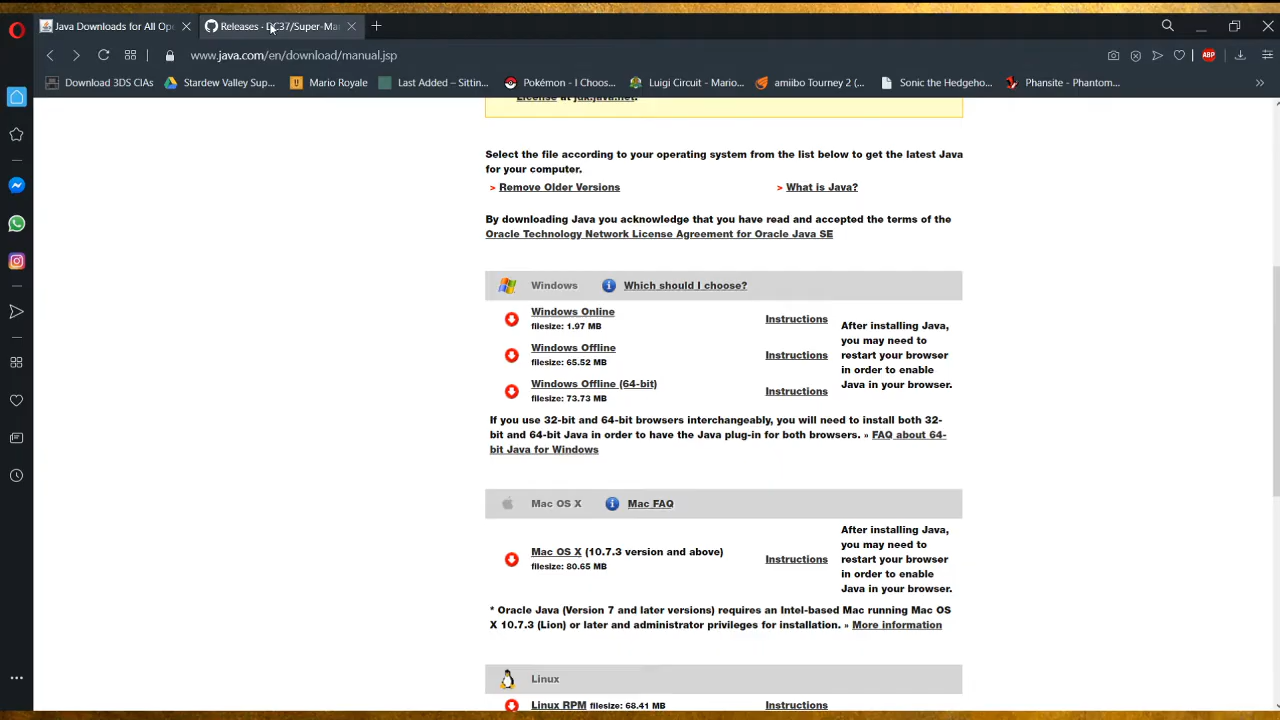 Java Downloads for All Ope
Releases · DC37/Super-Mar
www.java.com/en/download/manual.jsp
ABP
Download 3DS CIAs
Stardew Valley Sup...
Mario Royale
Last Added – Sittin...
Pokémon - I Choos...
Luigi Circuit - Mario...
amiibo Tourney 2 (...
Sonic the Hedgeho...
Phansite - Phantom...
»
License at jdk.java.net.
Select the file according to your operating system from the list below to get the latest Java
for your computer.
> Remove Older Versions
> What is Java?
By downloading Java you acknowledge that you have read and accepted the terms of the
Oracle Technology Network License Agreement for Oracle Java SE
Windows
Which should I choose?
Windows Online
filesize: 1.97 MB
Instructions
Windows Offline
filesize: 65.52 MB
Instructions
Windows Offline (64-bit)
filesize: 73.73 MB
Instructions
After installing Java,
you may need to
restart your browser
in order to enable
Java in your browser.
If you use 32-bit and 64-bit browsers interchangeably, you will need to install both 32-
bit and 64-bit Java in order to have the Java plug-in for both browsers. » FAQ about 64-
bit Java for Windows
Mac OS X
Mac FAQ
Mac OS X (10.7.3 version and above)
filesize: 80.65 MB
Instructions
After installing Java,
you may need to
restart your browser
in order to enable
Java in your browser.
* Oracle Java (Version 7 and later versions) requires an Intel-based Mac running Mac OS
X 10.7.3 (Lion) or later and administrator privileges for installation. » More information
Linux
Linux RPM filesize: 68.41 MB
Instructions